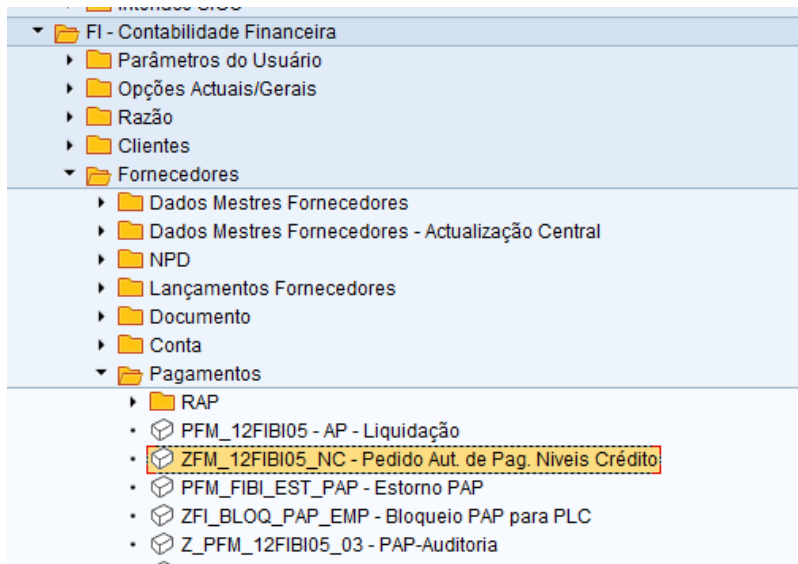 FI - Contabilidade Financeira
Parâmetros do Usuário
Opções Actuais/Gerais
Razão
Clientes
Fornecedores
Dados Mestres Fornecedores
Dados Mestres Fornecedores - Actualização Central
NPD
Lançamentos Fornecedores
Documento
Conta
Pagamentos
RAP
PFM_12FIBI05 - AP - Liquidação
ZFM_12FIBI05_NC - Pedido Aut. de Pag. Niveis Crédito
PFM_FIBI_EST_PAP - Estorno PAP
ZFI_BLOQ_PAP_EMP - Bloqueio PAP para PLC
Z_PFM_12FIBI05_03 - PAP-Auditoria